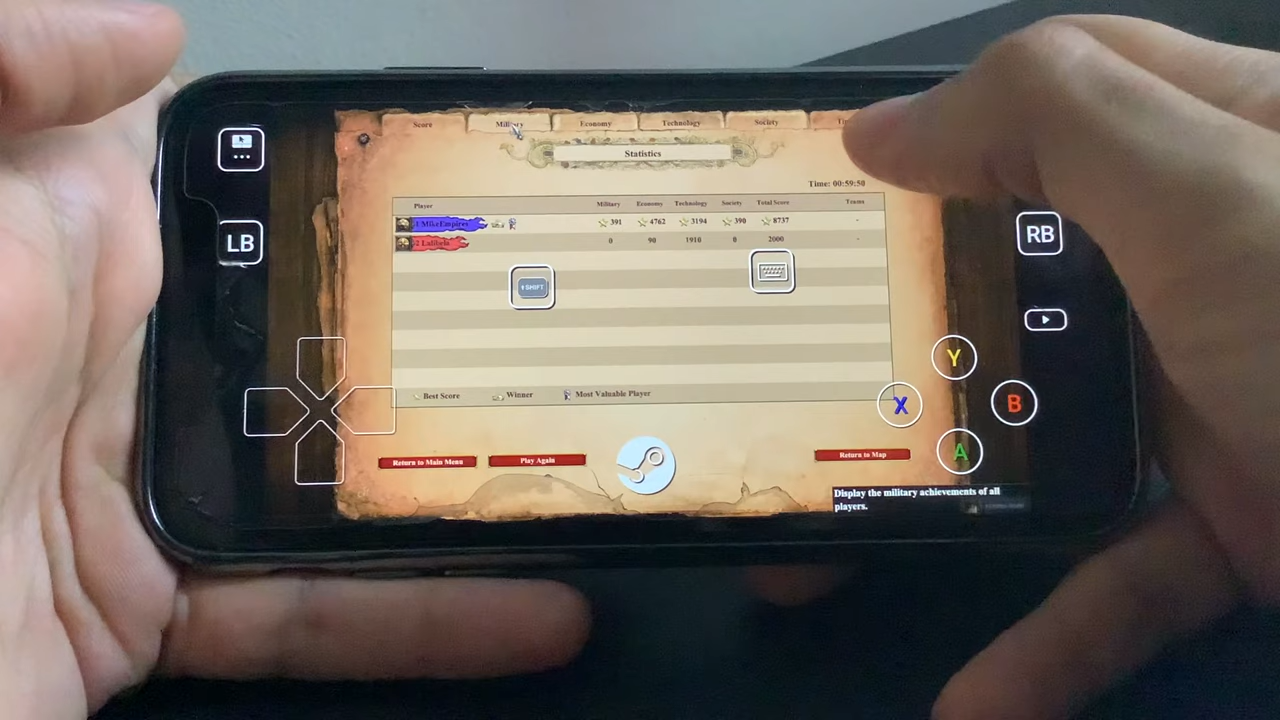 Score Military Economy Technology Society
Statistics
Time: 00:59:50
Player Military Economy Technology Society Total Score Teams
1 MikeEmpires 391 4762 3194 390 8737 -
2 Lalibela 0 90 1910 0 2000 -
LB
RB
SHIFT
Y
X
B
A
Best Score Winner Most Valuable Player
Return to Main Menu Play Again Return to Map
Display the military achievements of all
players.